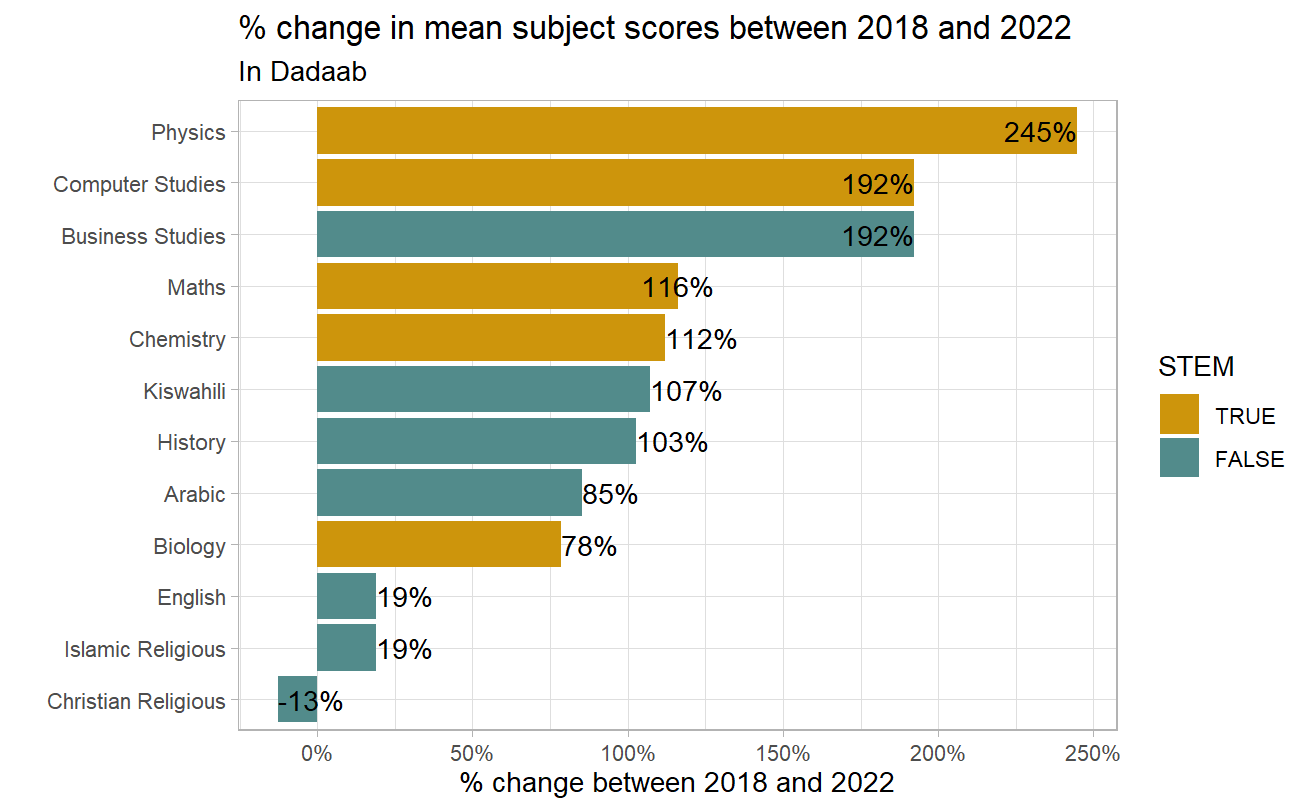 % change in mean subject scores between 2018 and 2022
In Dadaab
Physics
245%
Computer Studies
192%
Business Studies
192%
Maths
116%
Chemistry
112%
Kiswahili
107%
History
103%
Arabic
85%
Biology
78%
English
19%
Islamic Religious
19%
Christian Religious
-13%
0% 50% 100% 150% 200% 250%
% change between 2018 and 2022
STEM
TRUE
FALSE